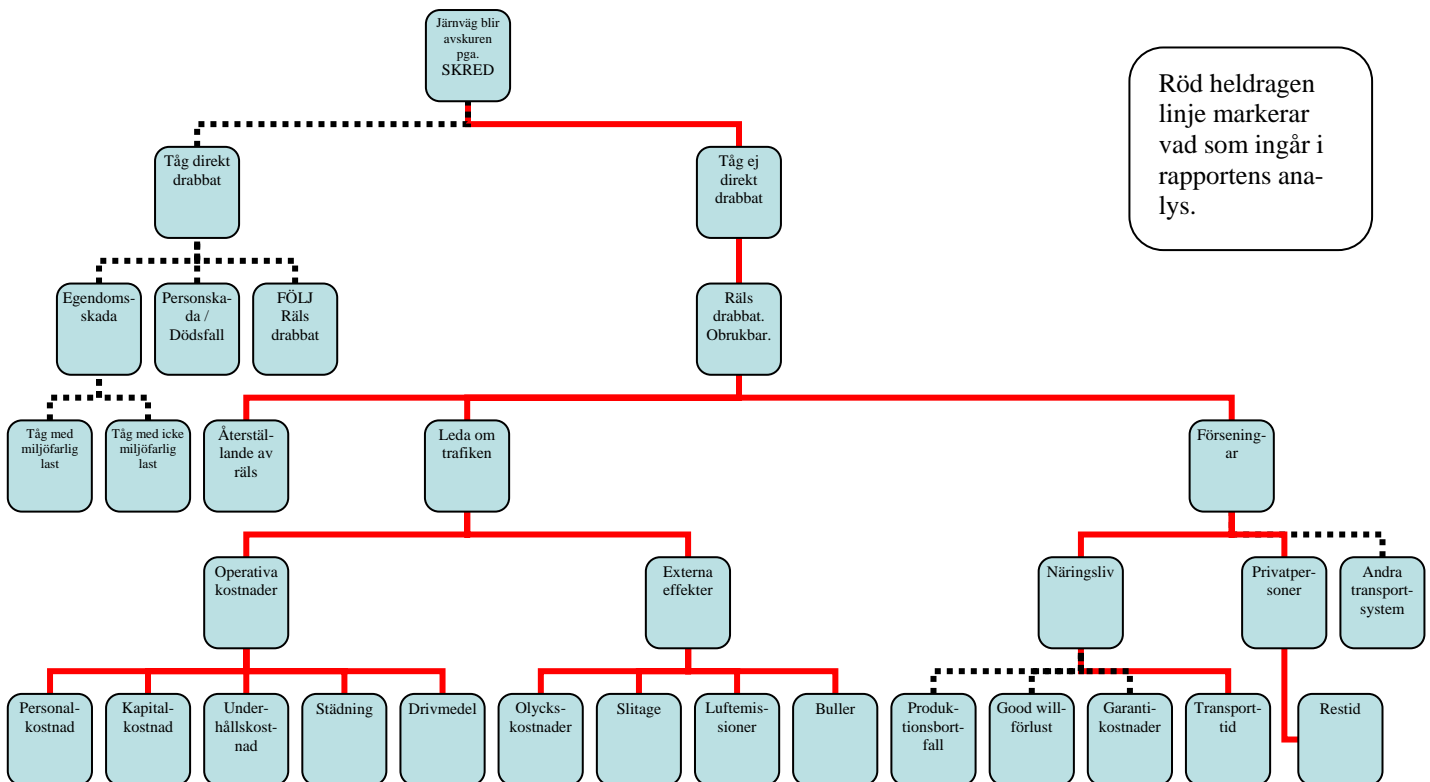 Järnväg blir
avskuren
pga.
SKRED
Röd heldragen
linje markerar
vad som ingår i
rapportens ana-
lys.
Tåg direkt
drabbat
Tåg ej
direkt
drabbat
Egendoms-
skada
Personska-
da /
Dödsfall
FÖLJ
Räls
drabbat
Räls
drabbat.
Obrukbar.
Tåg med
miljöfarlig
last
Tåg med icke
miljöfarlig
last
Återstäl-
lande av
räls
Leda om
trafiken
Försening-
ar
Operativa
kostnader
Externa
effekter
Näringsliv
Privatper-
soner
Andra
transport-
system
Personal-
kostnad
Kapital-
kostnad
Under-
hållskost-
nad
Städning
Drivmedel
Olycks-
kostnader
Slitage
Luftemis-
sioner
Buller
Produk-
tionsbort-
fall
Good will-
förlust
Garanti-
kostnader
Transport-
tid
Restid